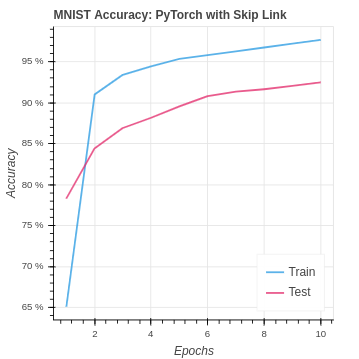 MNIST Accuracy: PyTorch with Skip Link
Accuracy
95 %
90 %
85 %
80 %
75 %
70 %
65 %
Train
Test
2
4
6
8
10
Epochs